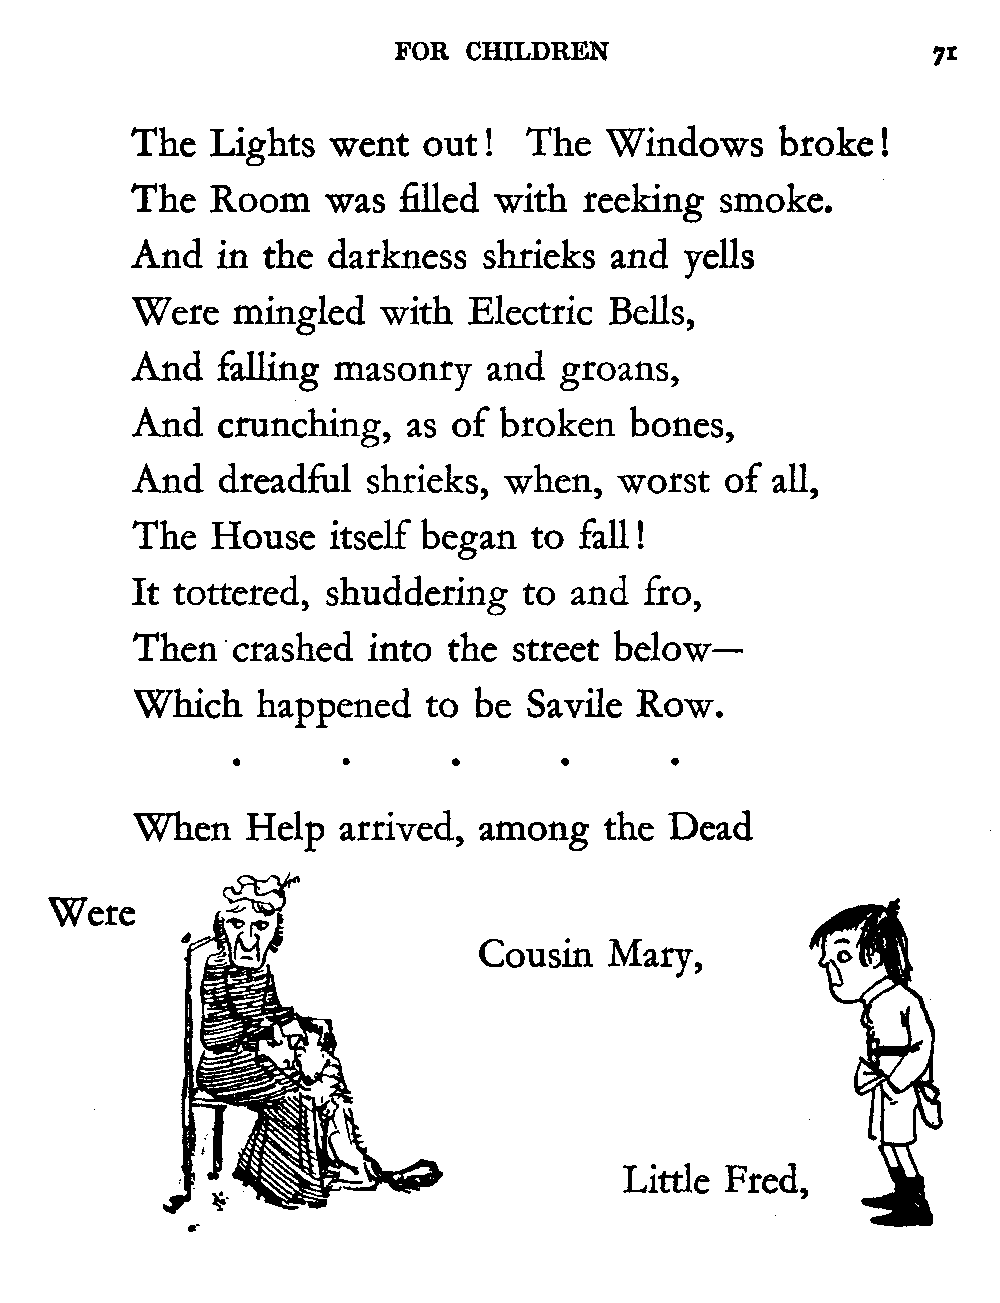 FOR CHILDREN 71
The Lights went out! The Windows broke!
The Room was filled with reeking smoke.
And in the darkness shrieks and yells
Were mingled with Electric Bells,
And falling masonry and groans,
And crunching, as of broken bones,
And dreadful shrieks, when, worst of all,
The House itself began to fall!
It tottered, shuddering to and fro,
Then crashed into the street below—
Which happened to be Savile Row.
. . . . .
When Help arrived, among the Dead
Were
Cousin Mary,
Little Fred,